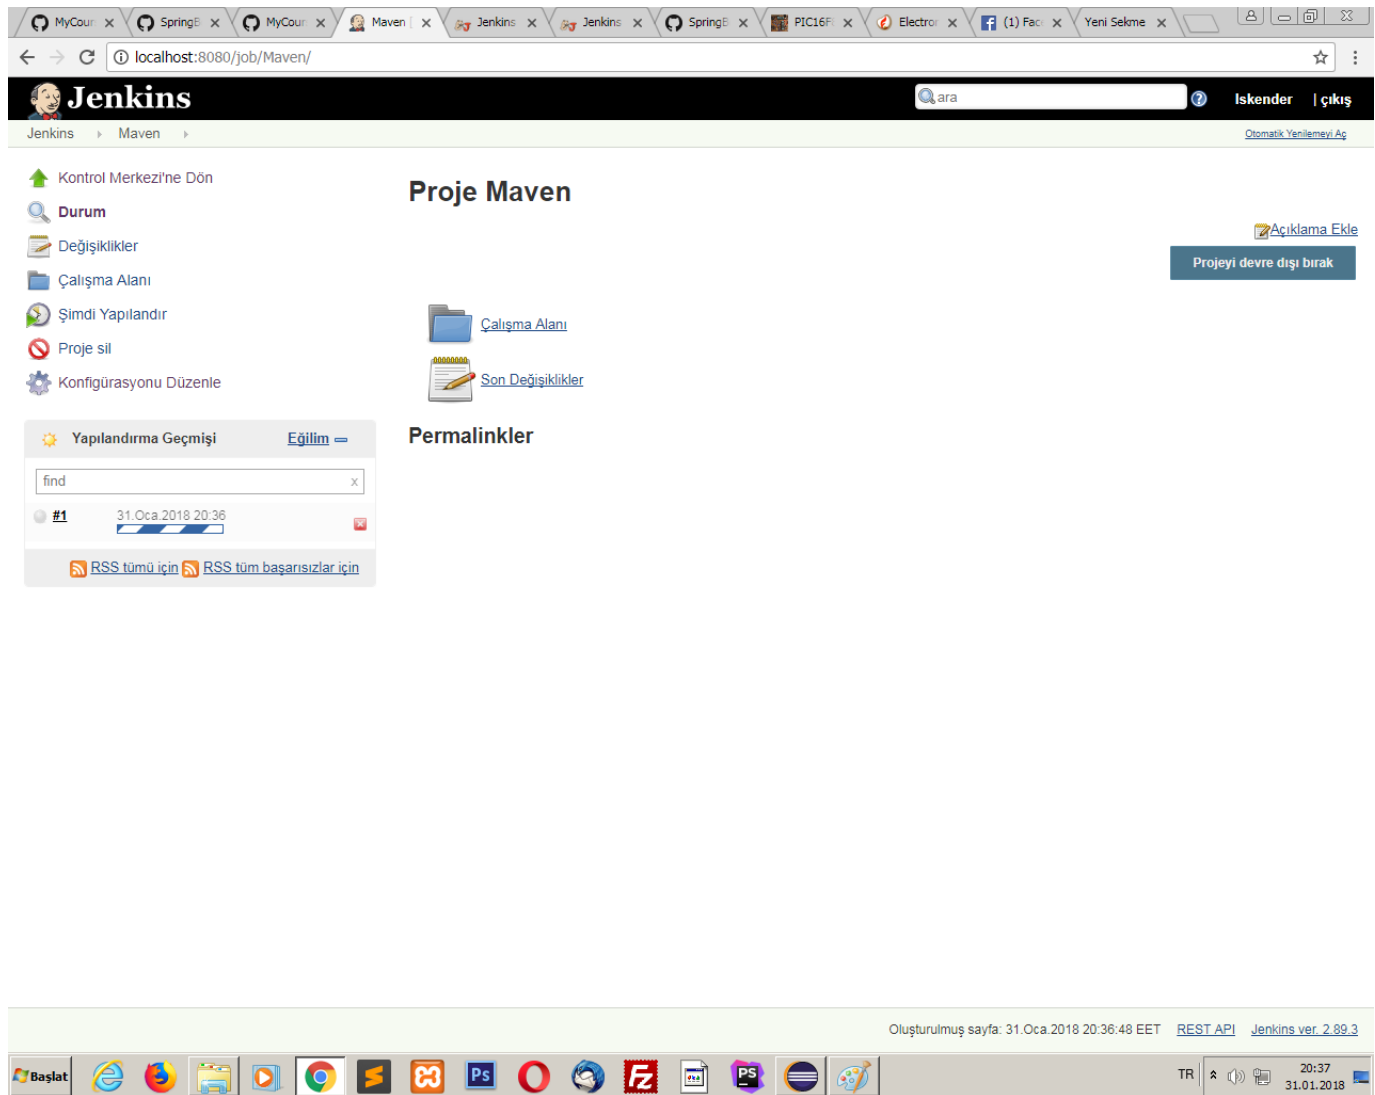 MyCour
SpringB
MyCour
Maven [
Jenkins
Jenkins
SpringB
PIC16Fi
Electror
(1) Fac
Yeni Sekme
localhost:8080/job/Maven/
Jenkins
ara
Iskender | çıkış
Jenkins Maven
Otomatik Yenilemeyi Aç
Kontrol Merkezi'ne Dön
Durum
Değişiklikler
Çalışma Alanı
Şimdi Yapılandır
Proje sil
Konfigürasyonu Düzenle
Proje Maven
Açıklama Ekle
Projeyi devre dışı bırak
Çalışma Alanı
Son Değişiklikler
Permalinkler
Yapılandırma Geçmişi Eğilim
find x
#1 31.Oca.2018 20:36
RSS tümü için RSS tüm başarısızlar için
Oluşturulmuş sayfa: 31.Oca.2018 20:36:48 EET REST API Jenkins ver. 2.89.3
Başlat
Ps
PS
TR
20:37
31.01.2018